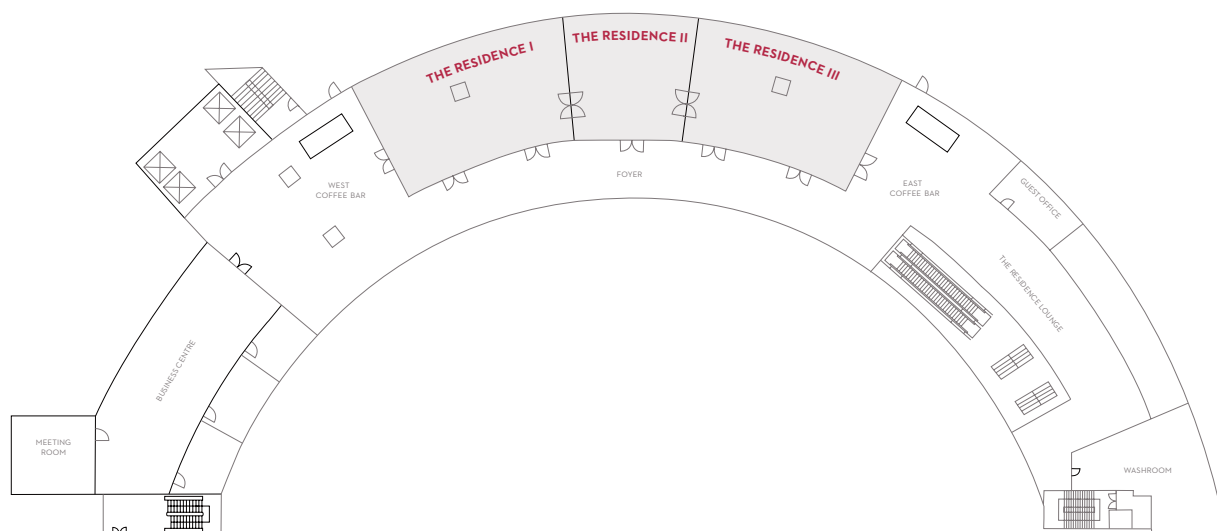 THE RESIDENCE I
THE RESIDENCE II
THE RESIDENCE III
WEST
COFFEE BAR
FOYER
EAST
COFFEE BAR
GUEST OFFICE
THE RESIDENCE LOUNGE
BUSINESS CENTRE
MEETING
ROOM
WASHROOM